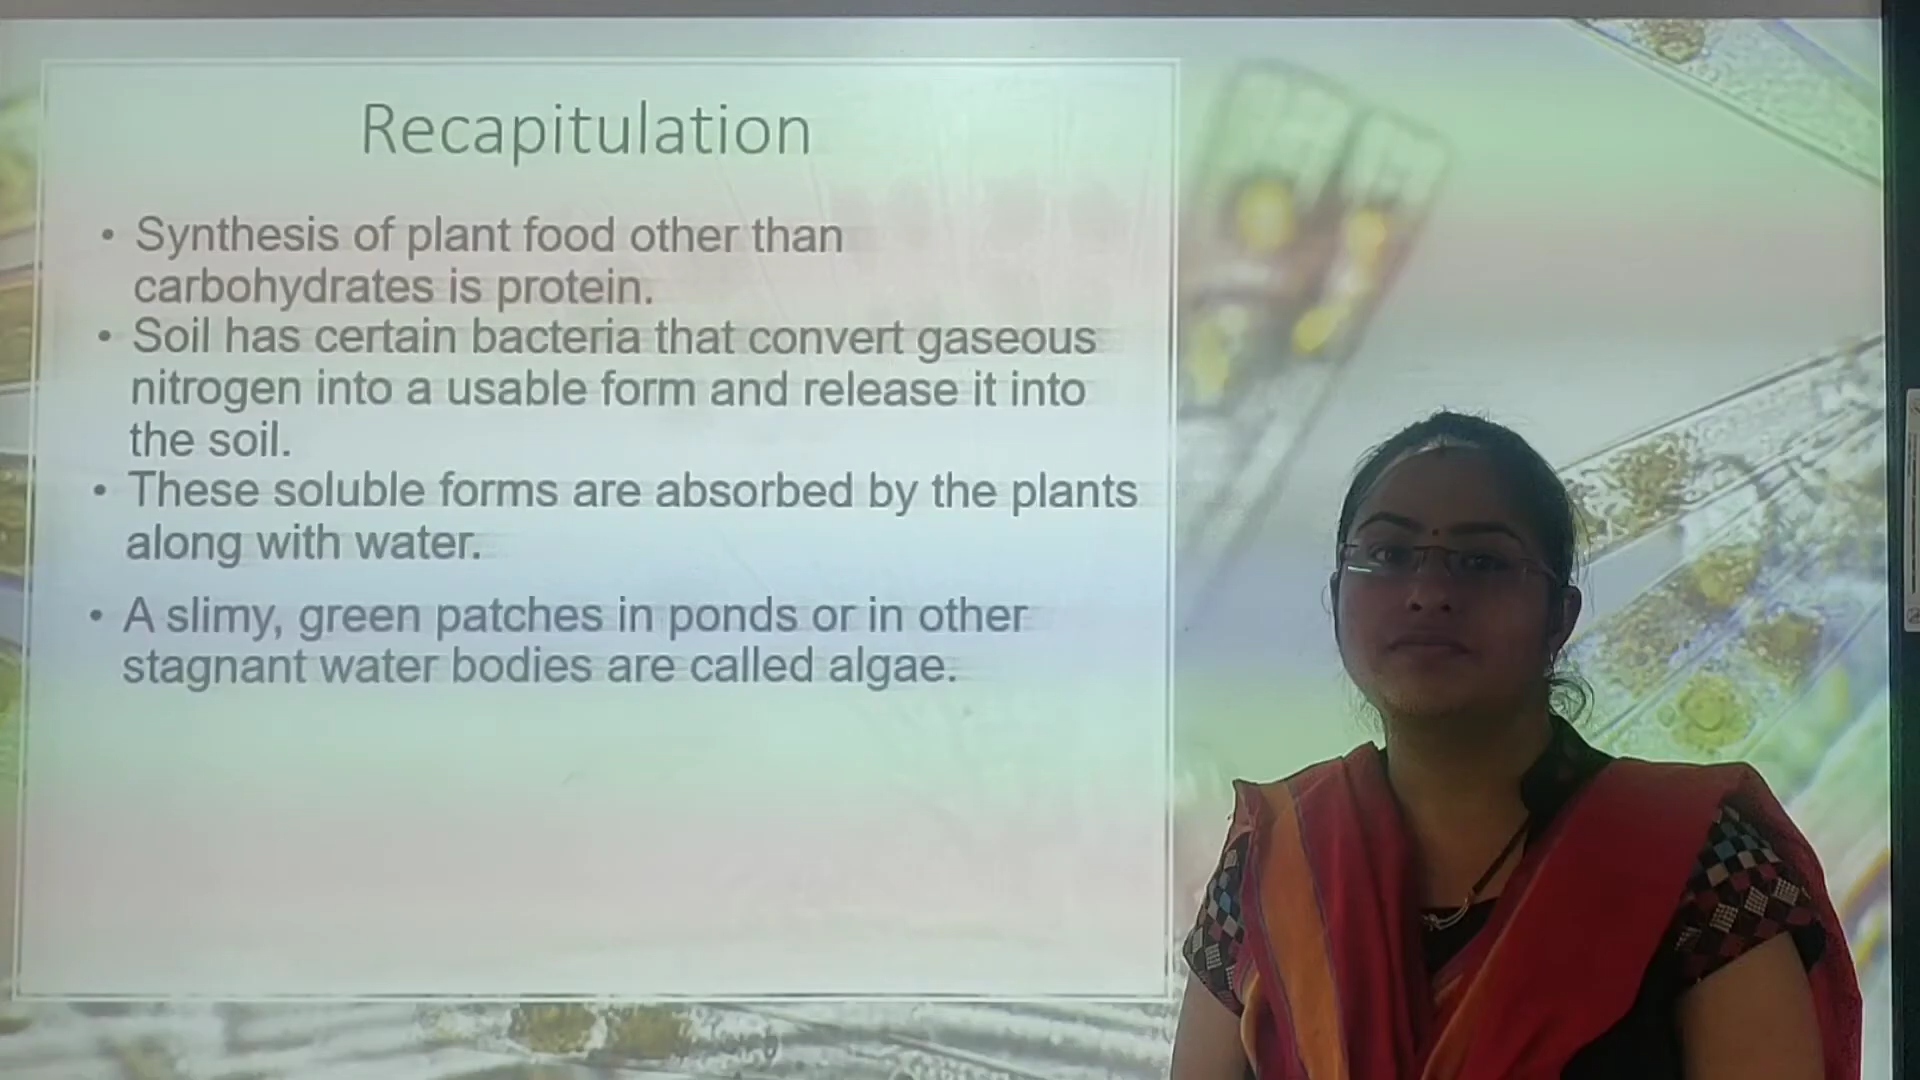 Recapitulation
• Synthesis of plant food other than
carbohydrates is protein.
• Soil has certain bacteria that convert gaseous
nitrogen into a usable form and release it into
the soil.
• These soluble forms are absorbed by the plants
along with water.
• A slimy, green patches in ponds or in other
stagnant water bodies are called algae.